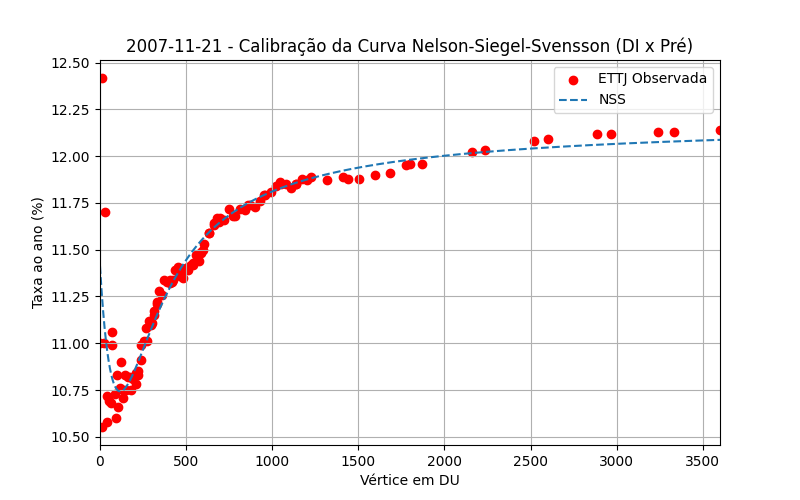 2007-11-21 - Calibração da Curva Nelson-Siegel-Svensson (DI x Pré)
ETTJ Observada
NSS
Taxa ao ano (%)
12.50
12.25
12.00
11.75
11.50
11.25
11.00
10.75
10.50
0 500 1000 1500 2000 2500 3000 3500
Vértice em DU